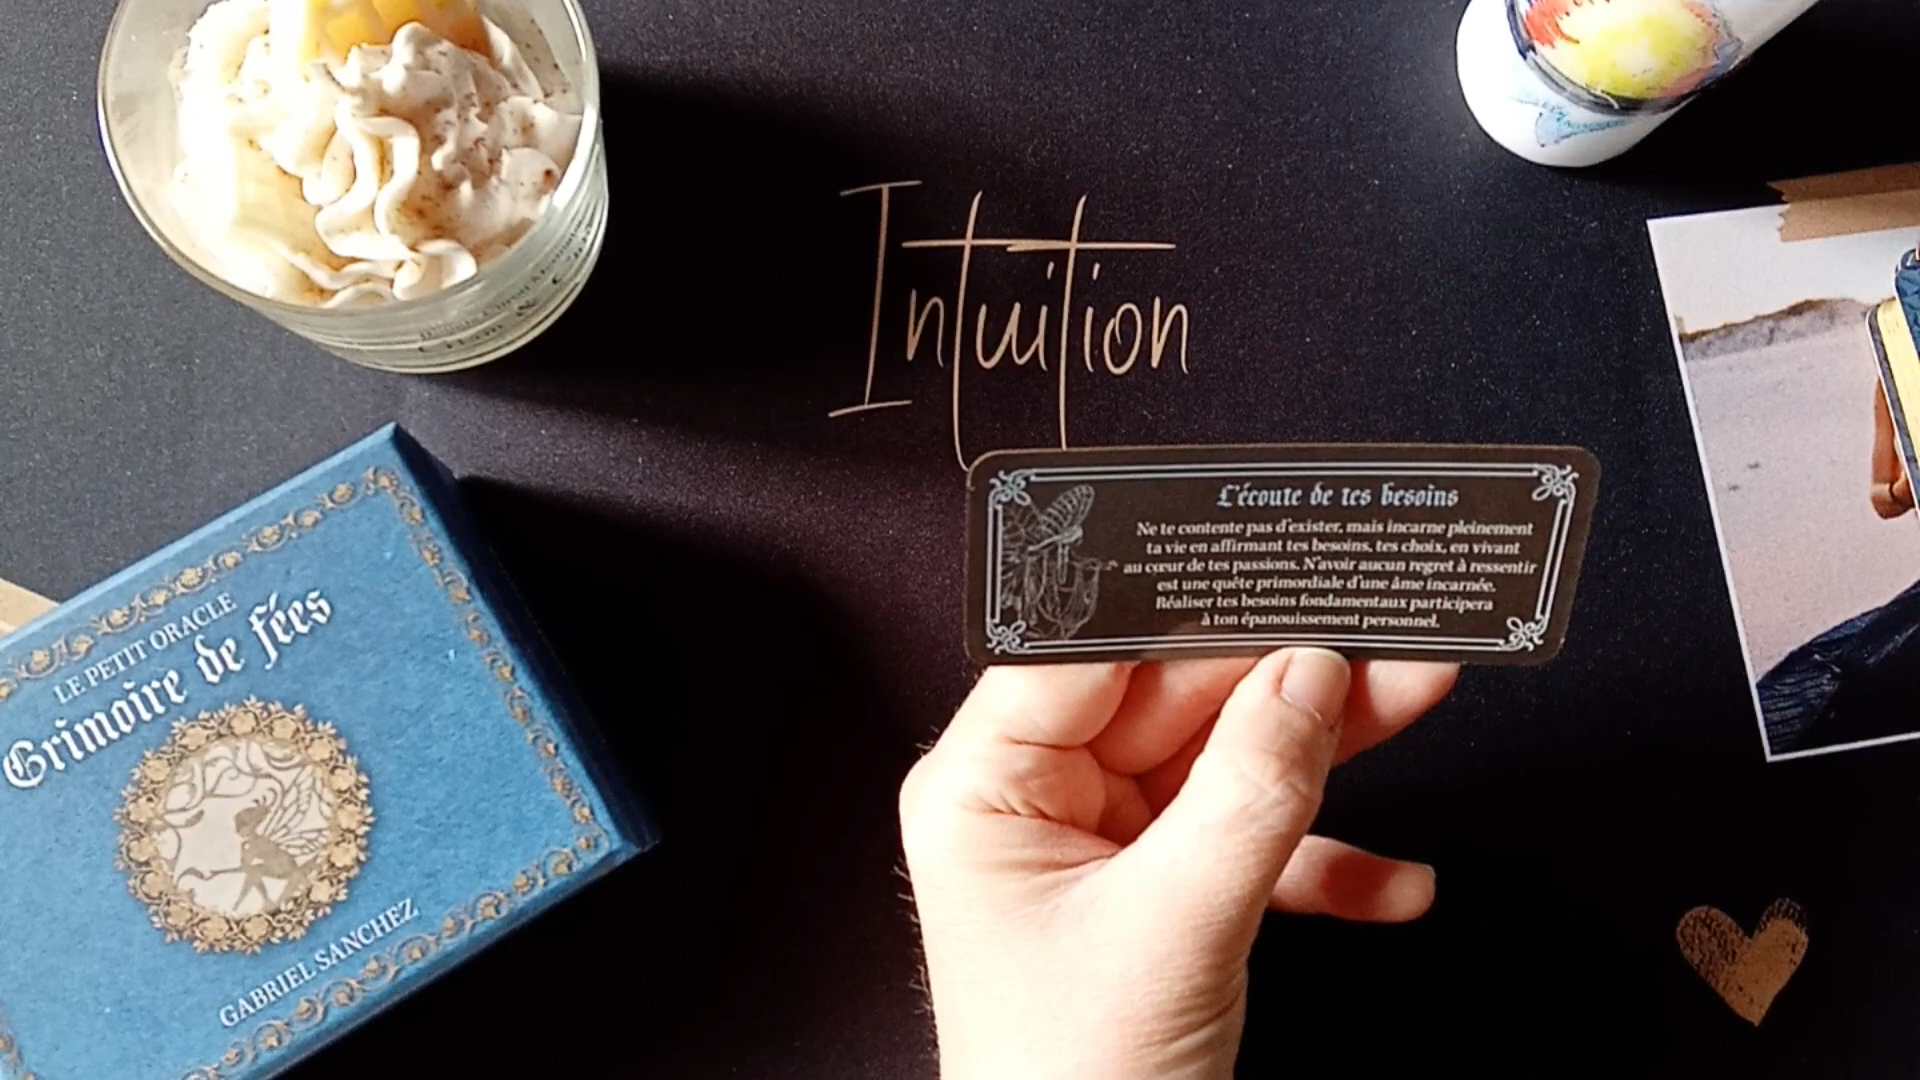 Intuition
L'écoute de tes besoins
Ne te contente pas d'exister, mais incarne pleinement
ta vie en affirmant tes besoins, tes choix, en vivant
au cœur de tes passions. N'avoir aucun regret à ressentir
est une quête primordiale d'une âme incarnée.
Réaliser tes besoins fondamentaux participera
à ton épanouissement personnel.
LE PETIT ORACLE
Grimoire de fées
GABRIEL SANCHEZ